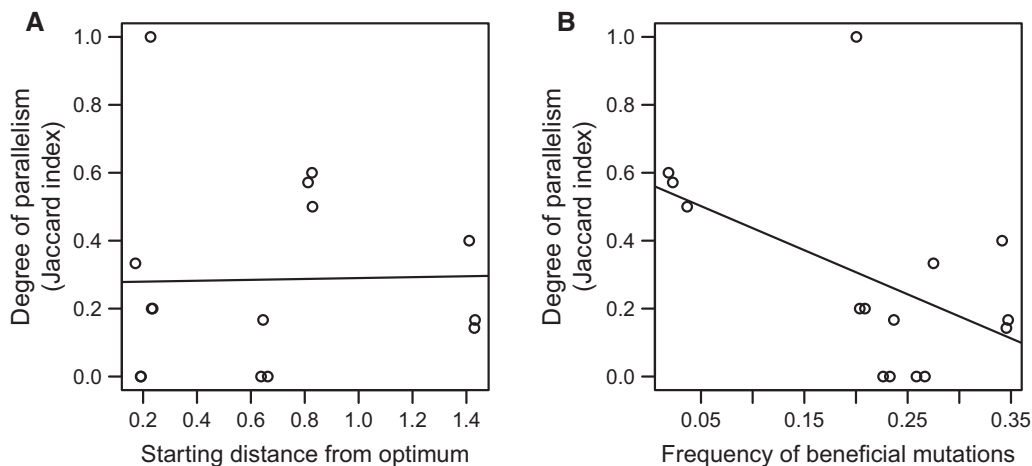 A
Degree of parallelism
(Jaccard index)
1.0
0.8
0.6
0.4
0.2
0.0
0.2 0.4 0.6 0.8 1.0 1.2 1.4
Starting distance from optimum
B
Degree of parallelism
(Jaccard index)
1.0
0.8
0.6
0.4
0.2
0.0
0.05 0.15 0.25 0.35
Frequency of beneficial mutations